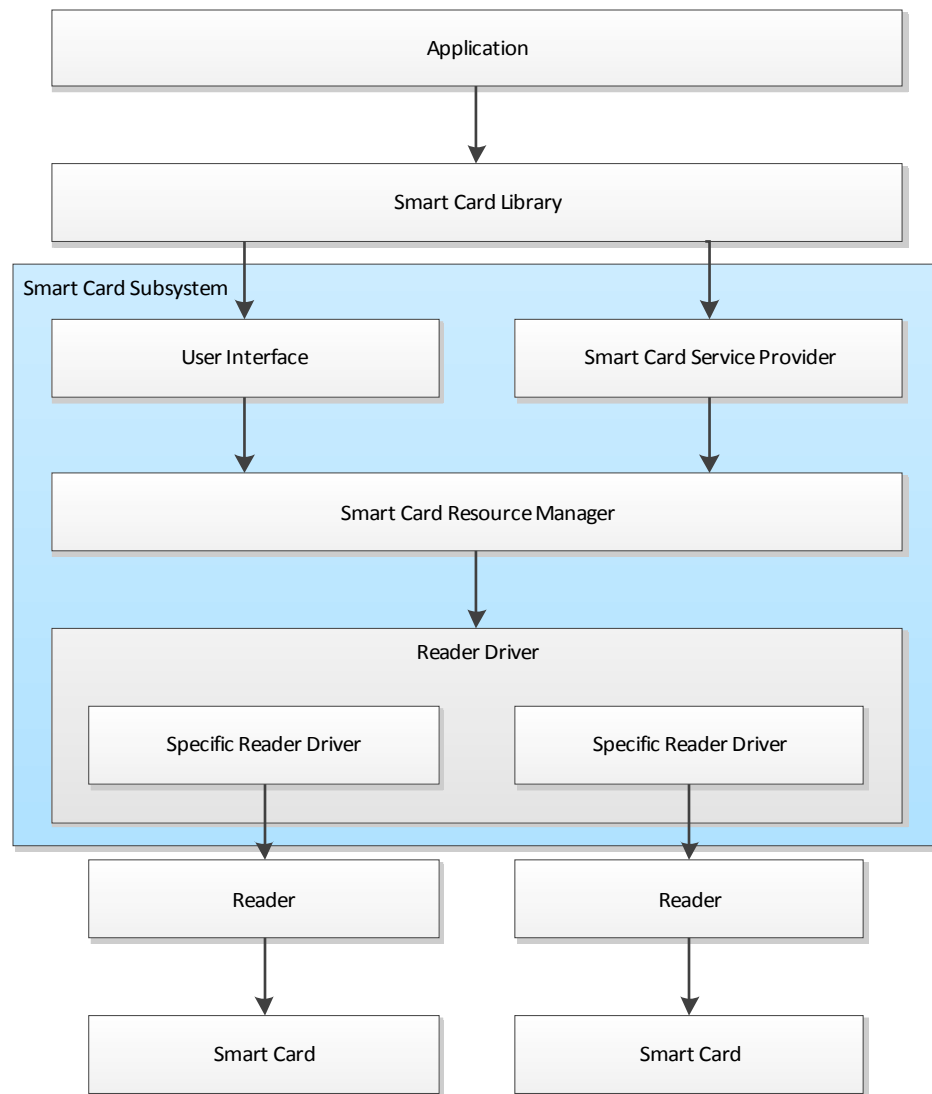 Application
Smart Card Library
Smart Card Subsystem
User Interface
Smart Card Service Provider
Smart Card Resource Manager
Reader Driver
Specific Reader Driver
Specific Reader Driver
Reader
Reader
Smart Card
Smart Card